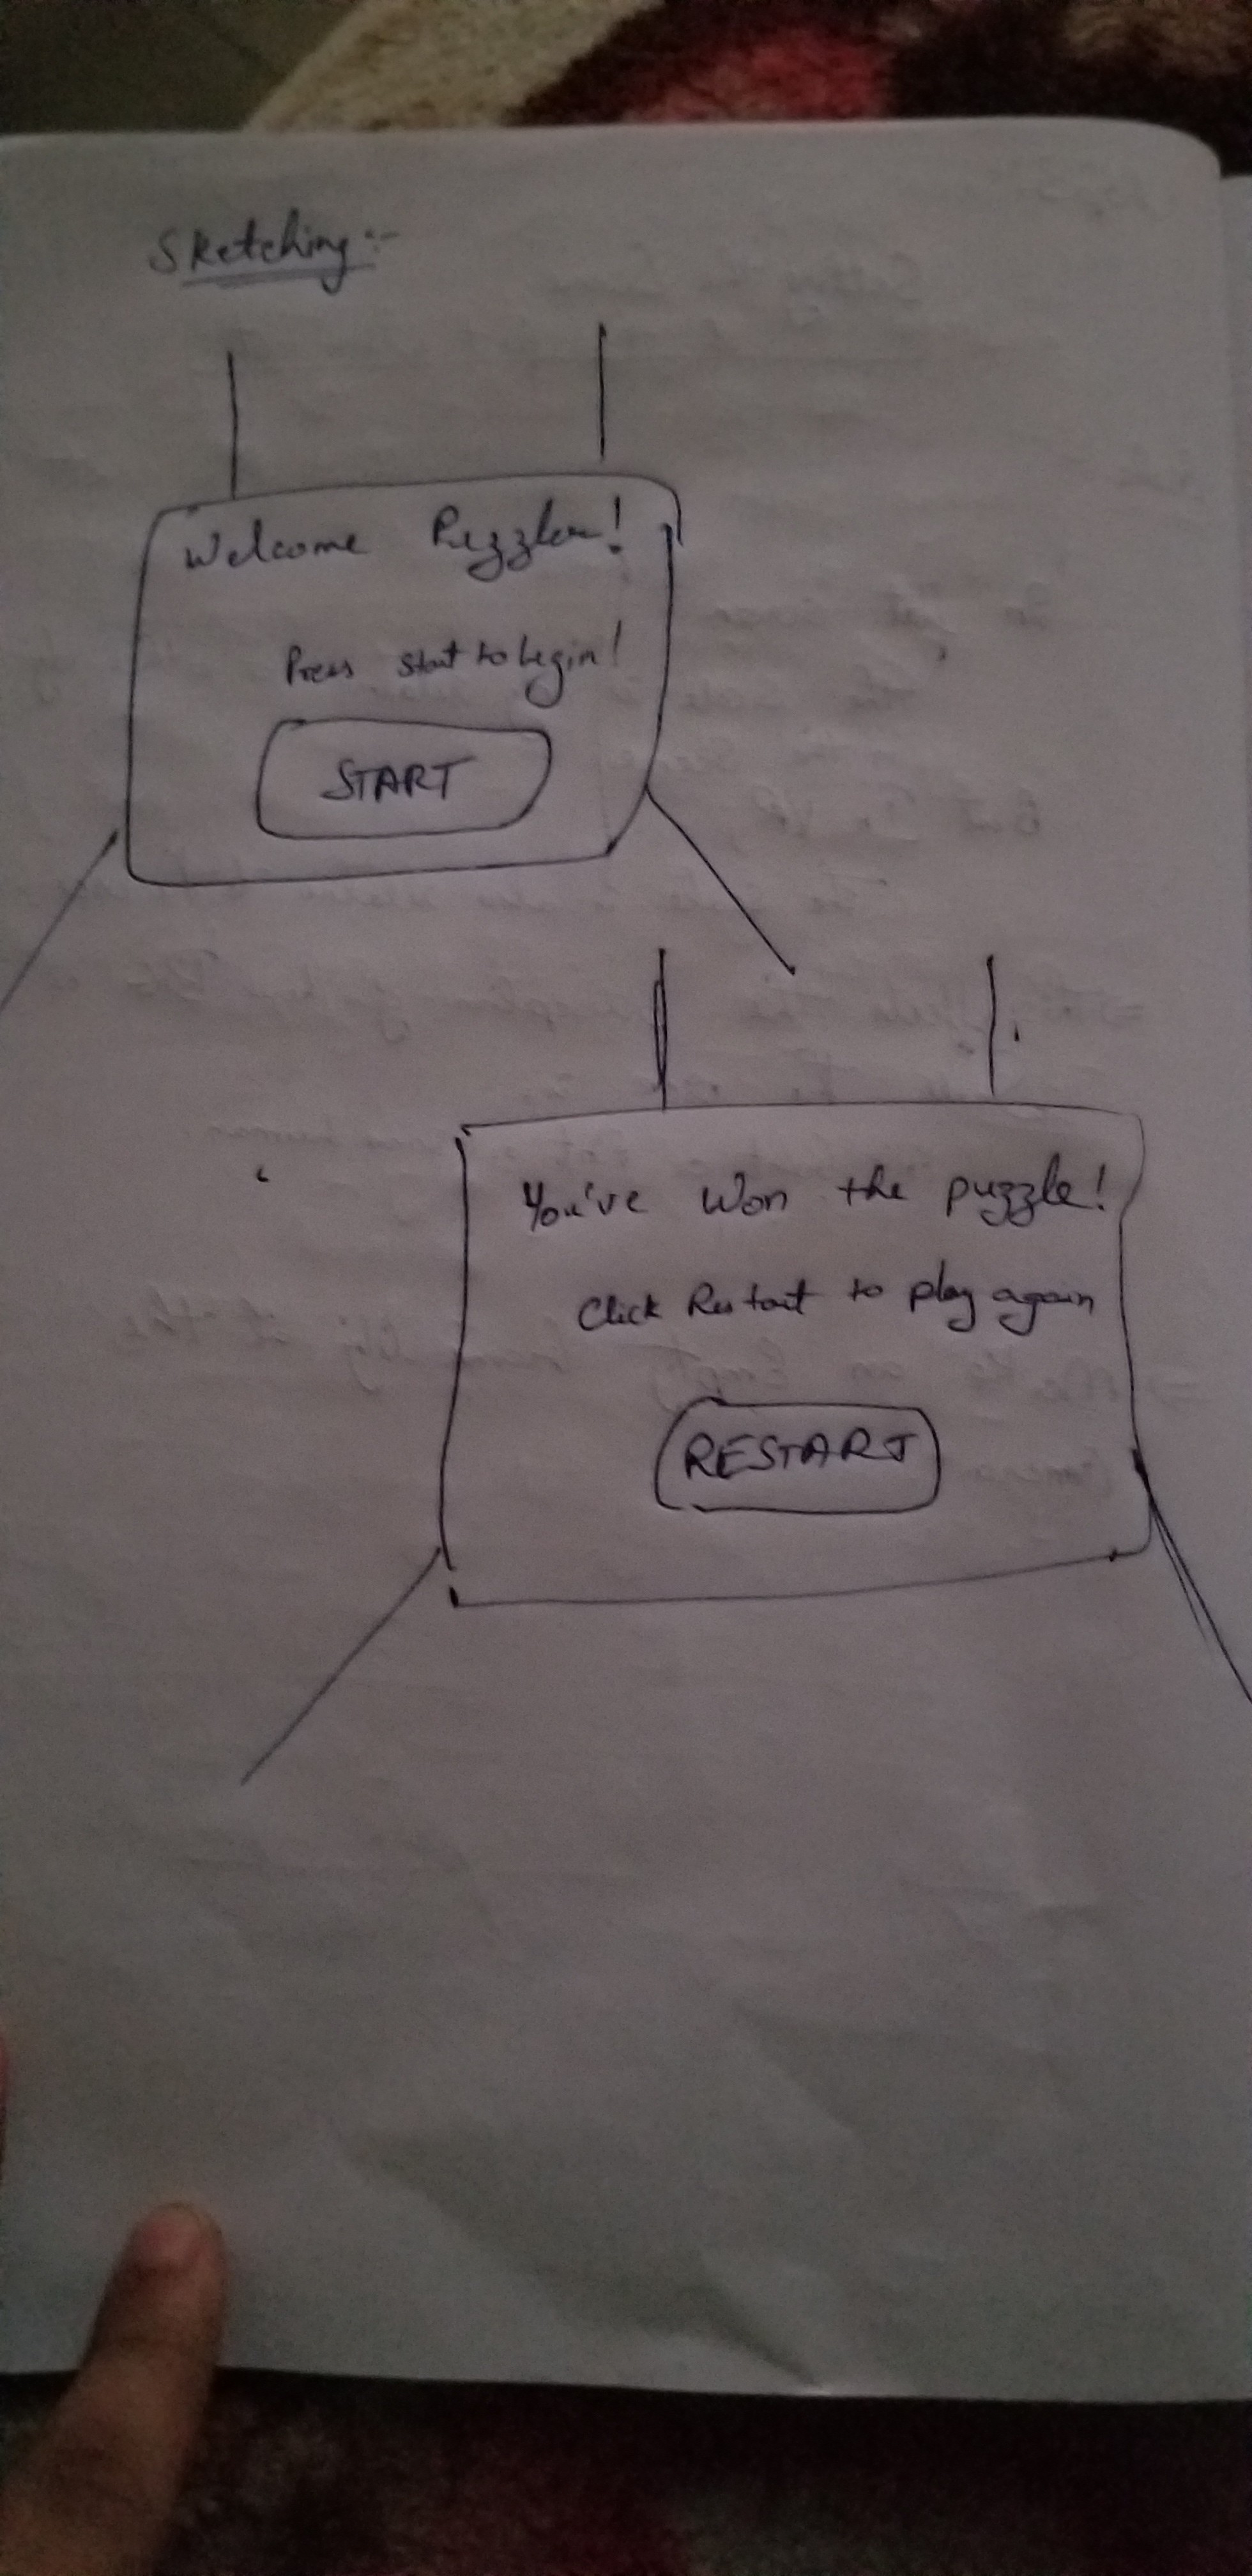 Sketching:-
Welcome Puzzler!
Press start to begin!
START
You've Won the puzzle!
Click Restart to play again
RESTART